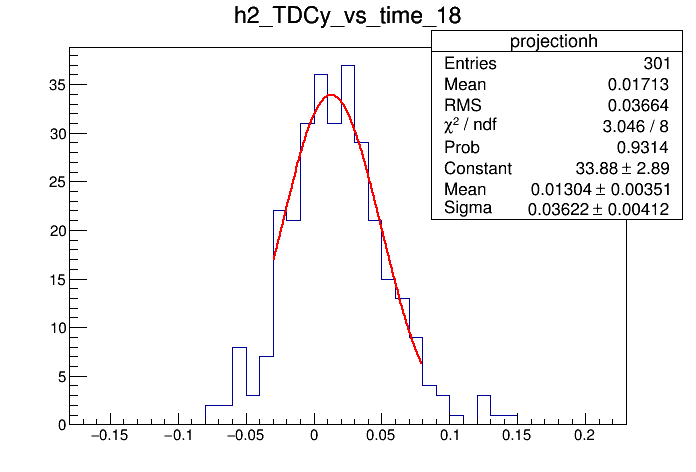 h2_TDCy_vs_time_18
projectionh
Entries 301
Mean 0.01713
RMS 0.03664
χ² / ndf 3.046 / 8
Prob 0.9314
Constant 33.88 ± 2.89
Mean 0.01304 ± 0.00351
Sigma 0.03622 ± 0.00412
35
30
25
20
15
10
5
0
−0.15 −0.1 −0.05 0 0.05 0.1 0.15 0.2